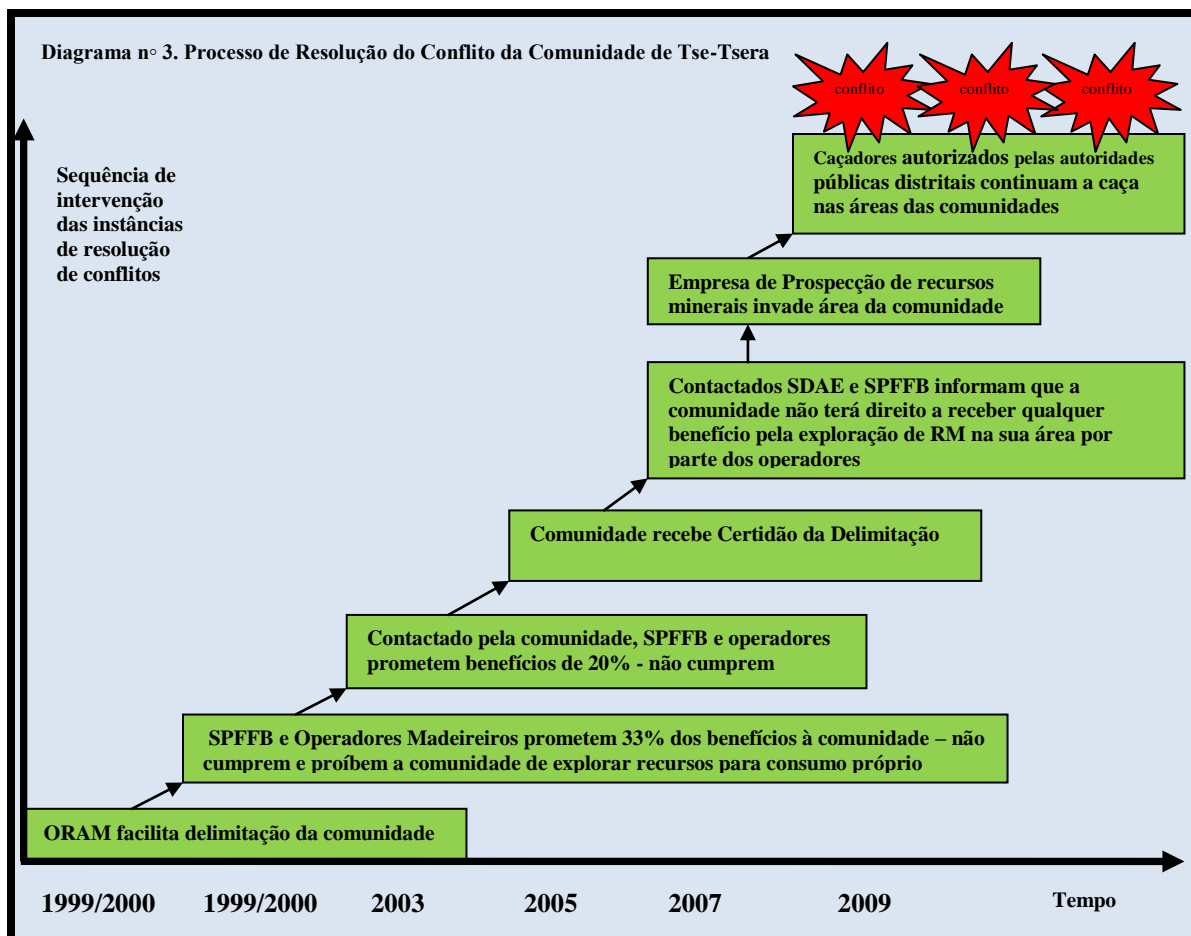 Diagrama nº 3. Processo de Resolução do Conflito da Comunidade de Tse-Tsera
conflito
conflito
conflito
Sequência de
intervenção
das instâncias
de resolução
de conflitos
Caçadores autorizados pelas autoridades
públicas distritais continuam a caça
nas áreas das comunidades
Empresa de Prospecção de recursos
minerais invade área da comunidade
Contactados SDAE e SPFFB informam que a
comunidade não terá direito a receber qualquer
benefício pela exploração de RM na sua área por
parte dos operadores
Comunidade recebe Certidão da Delimitação
Contactado pela comunidade, SPFFB e operadores
prometem benefícios de 20% - não cumprem
SPFFB e Operadores Madeireiros prometem 33% dos benefícios à comunidade – não
cumprem e proíbem a comunidade de explorar recursos para consumo próprio
ORAM facilita delimitação da comunidade
1999/2000 1999/2000 2003 2005 2007 2009 Tempo